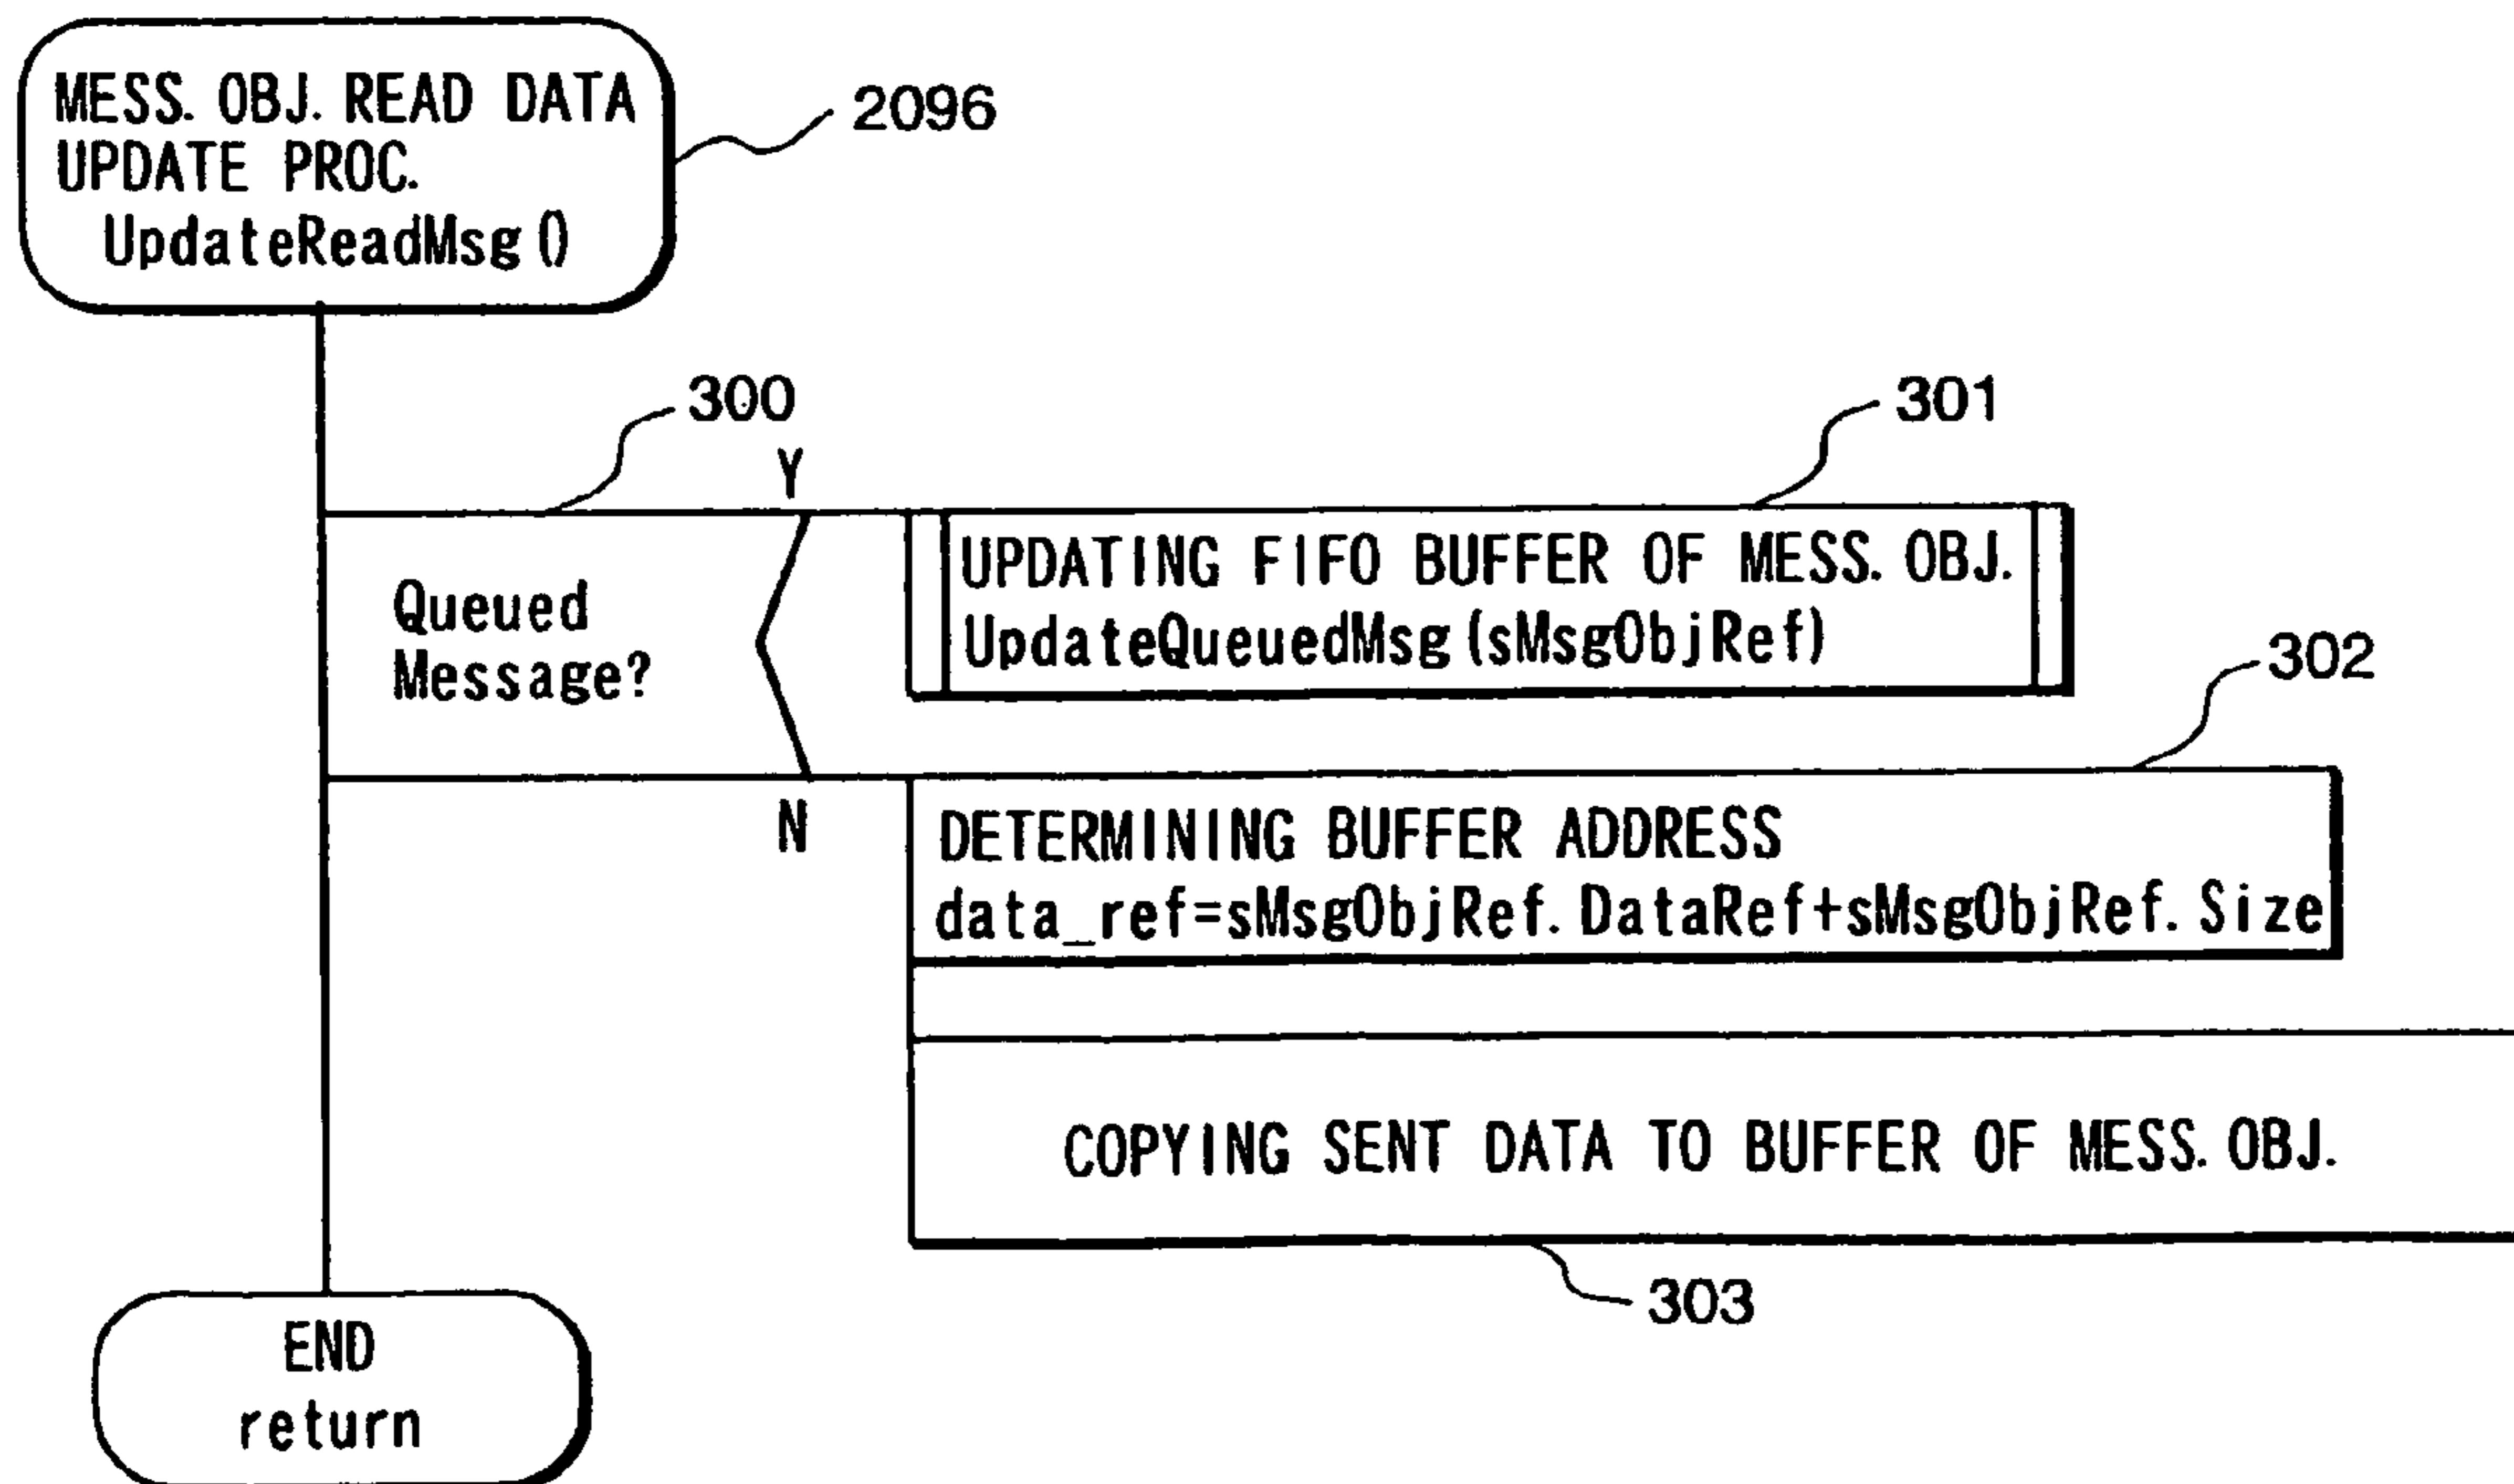 MESS. OBJ. READ DATA
UPDATE PROC.
UpdateReadMsg()
2096
300
301
Y
UPDATING FIFO BUFFER OF MESS. OBJ.
UpdateQueuedMsg(sMsgObjRef)
Queued
Message?
302
N
DETERMINING BUFFER ADDRESS
data_ref=sMsgObjRef.DataRef+sMsgObjRef.Size
COPYING SENT DATA TO BUFFER OF MESS. OBJ.
303
END
return